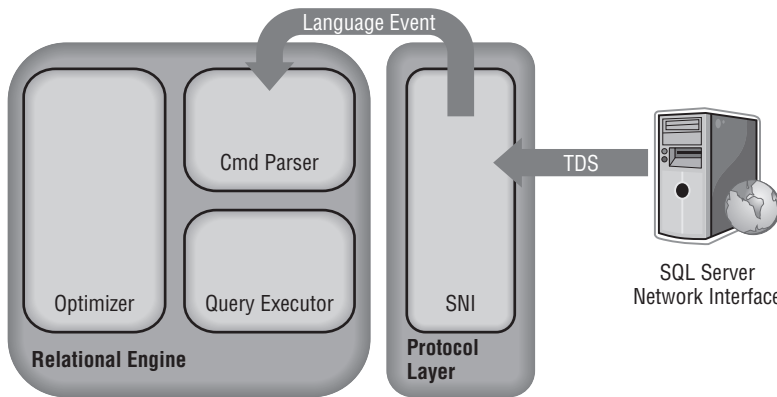 Language Event
Cmd Parser
TDS
SQL Server
Network Interface
Optimizer
Query Executor
SNI
Relational Engine
Protocol
Layer